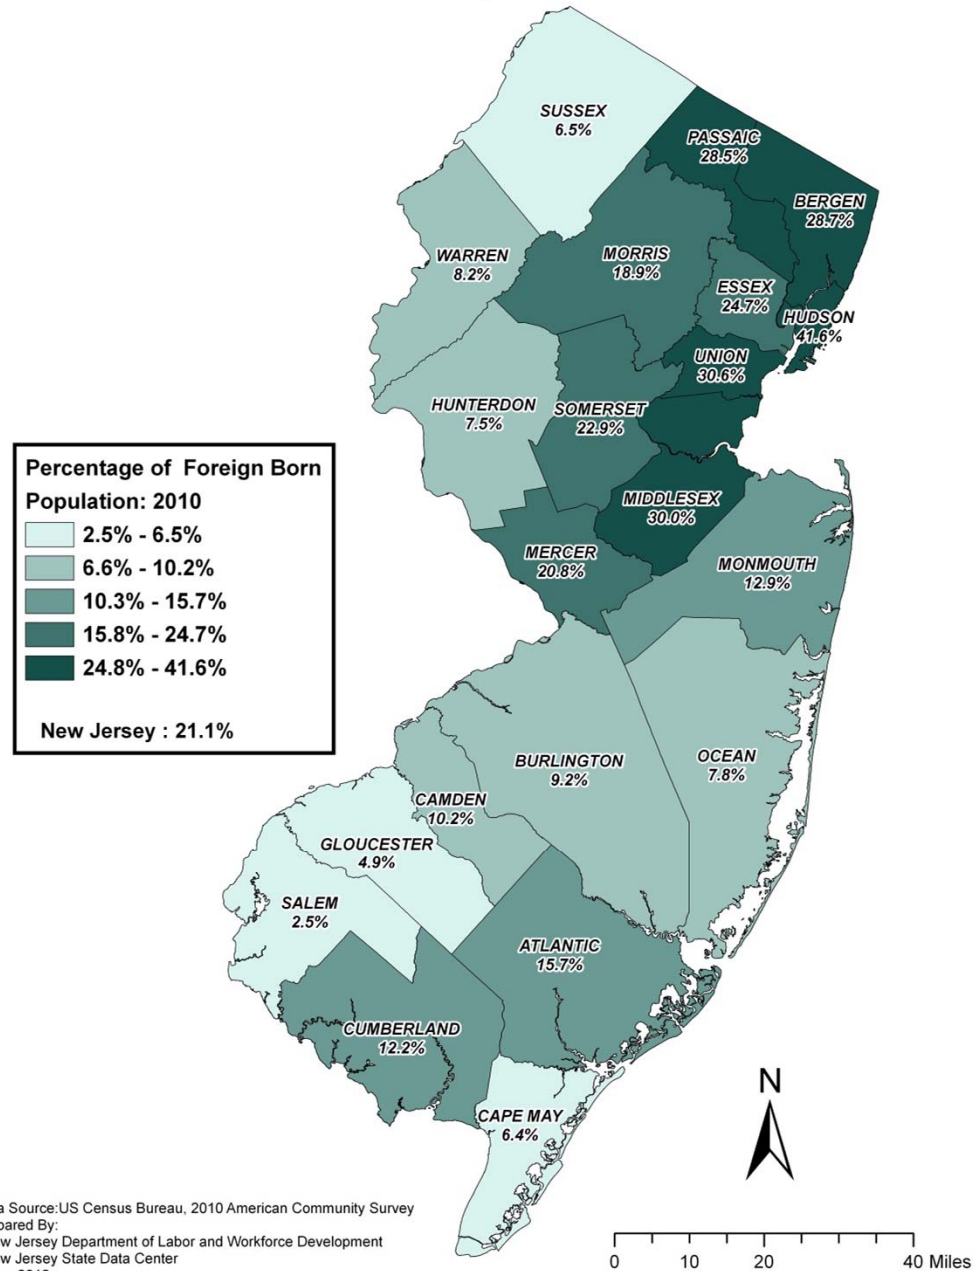 SUSSEX
6.5%
PASSAIC
28.5%
BERGEN
28.7%
WARREN
8.2%
MORRIS
18.9%
ESSEX
24.7%
HUDSON
41.6%
UNION
30.6%
HUNTERDON
7.5%
SOMERSET
22.9%
Percentage of Foreign Born
Population: 2010
2.5% - 6.5%
6.6% - 10.2%
10.3% - 15.7%
15.8% - 24.7%
24.8% - 41.6%
New Jersey : 21.1%
MIDDLESEX
30.0%
MERCER
20.8%
MONMOUTH
12.9%
BURLINGTON
9.2%
OCEAN
7.8%
CAMDEN
10.2%
GLOUCESTER
4.9%
SALEM
2.5%
ATLANTIC
15.7%
CUMBERLAND
12.2%
CAPE MAY
6.4%
N
a Source:US Census Bureau, 2010 American Community Survey
pared By:
w Jersey Department of Labor and Workforce Development
w Jersey State Data Center
0 10 20 40 Miles